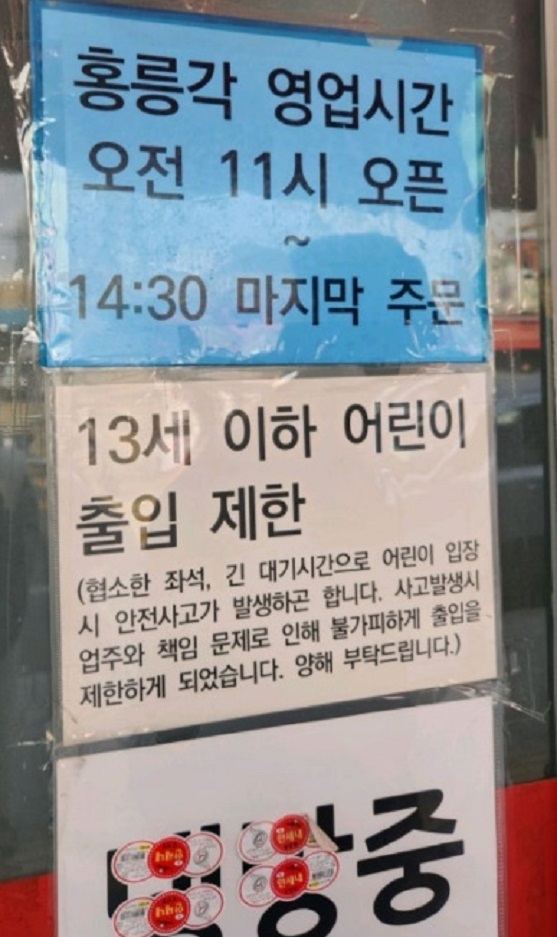 홍릉각 영업시간
오전 11시 오픈
~
14:30 마지막 주문
13세 이하 어린이
출입 제한
(협소한 좌석, 긴 대기시간으로 어린이 입장
시 안전사고가 발생하곤 합니다. 사고발생시
업주와 책임 문제로 인해 불가피하게 출입을
제한하게 되었습니다. 양해 부탁드립니다.)
냉방중